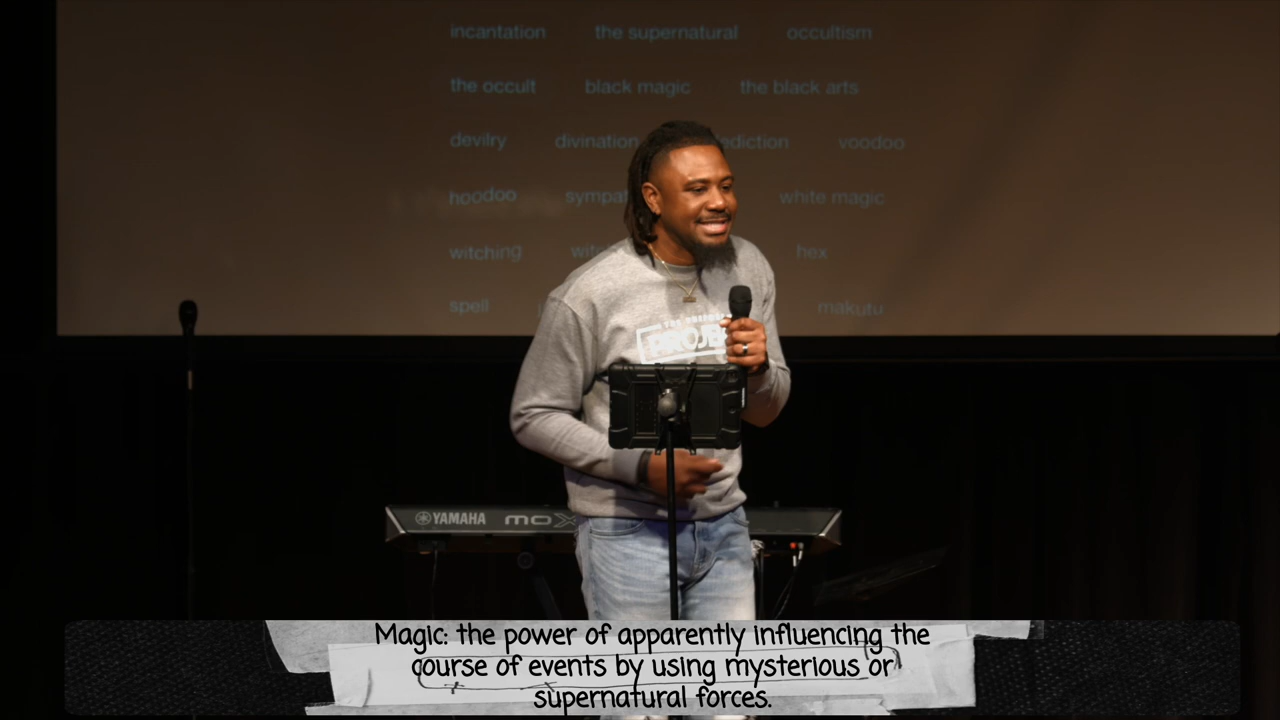 incantation the supernatural occultism
the occult black magic the black arts
devilry divination voodoo
hoodoo white magic
witching hex
spell makutu
PROJE
YAMAHA MOX
Magic: the power of apparently influencing the
course of events by using mysterious or
supernatural forces.